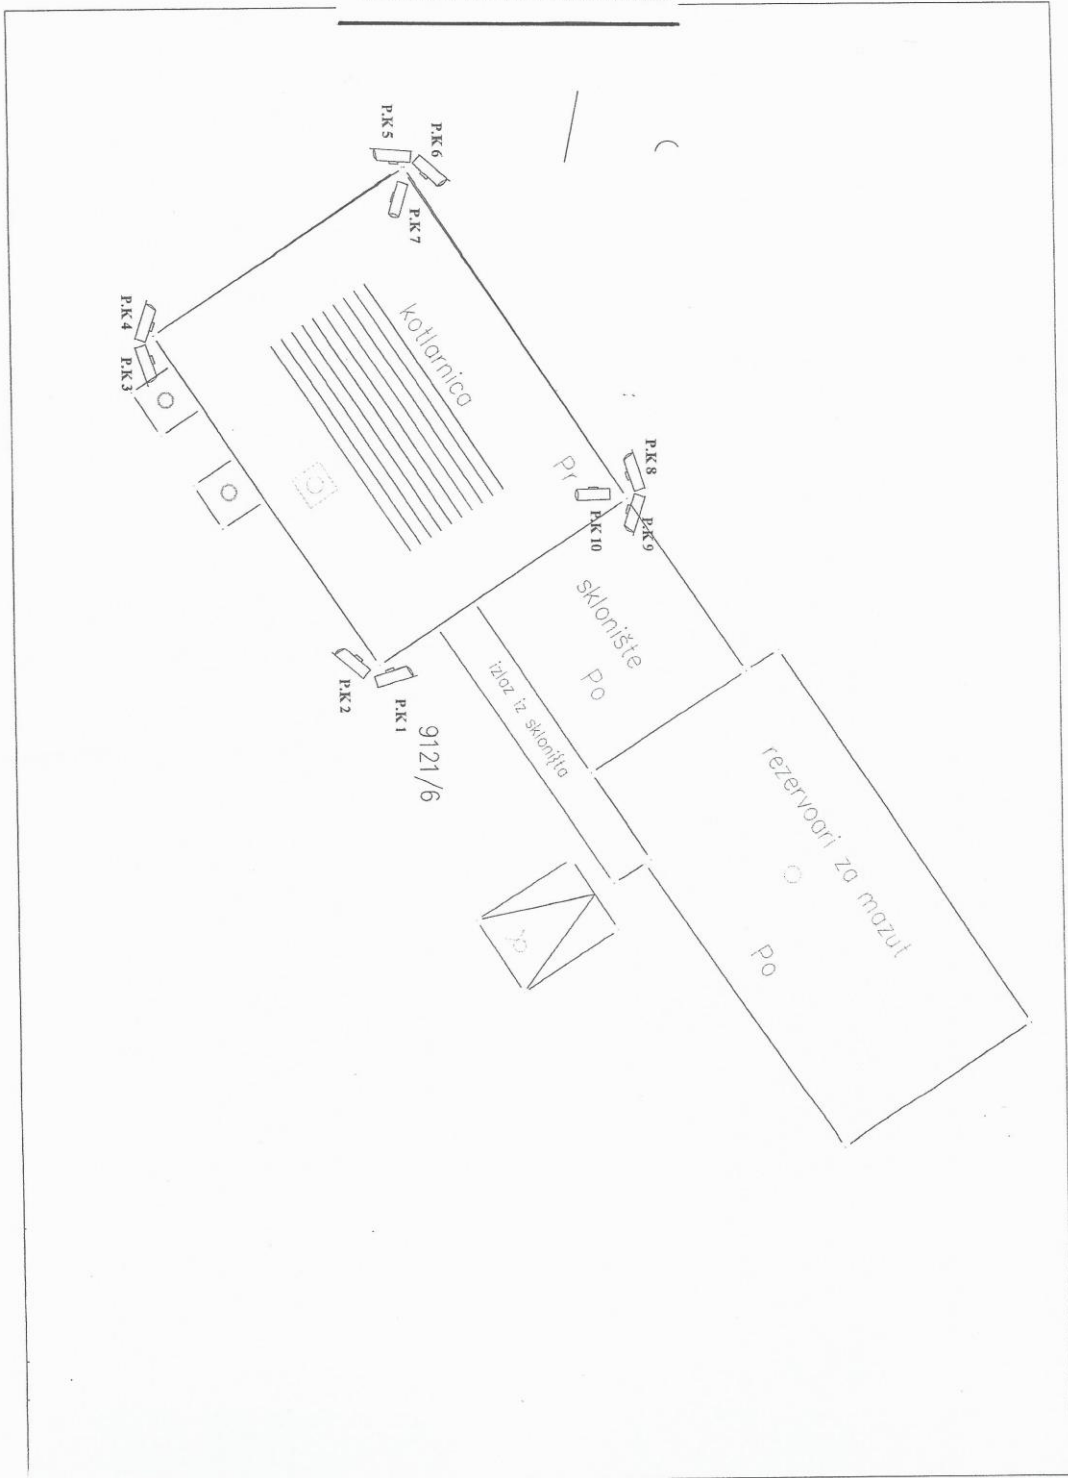 P.K 5
P.K 6
P.K 7
P.K 4
P.K 3
kotlarnica
P.K 8
Pr
P.K 10
P.K 9
sklonište
Po
P.K 2
P.K 1
izlaz iz skloništa
9121/6
rezervoari za mazut
Po